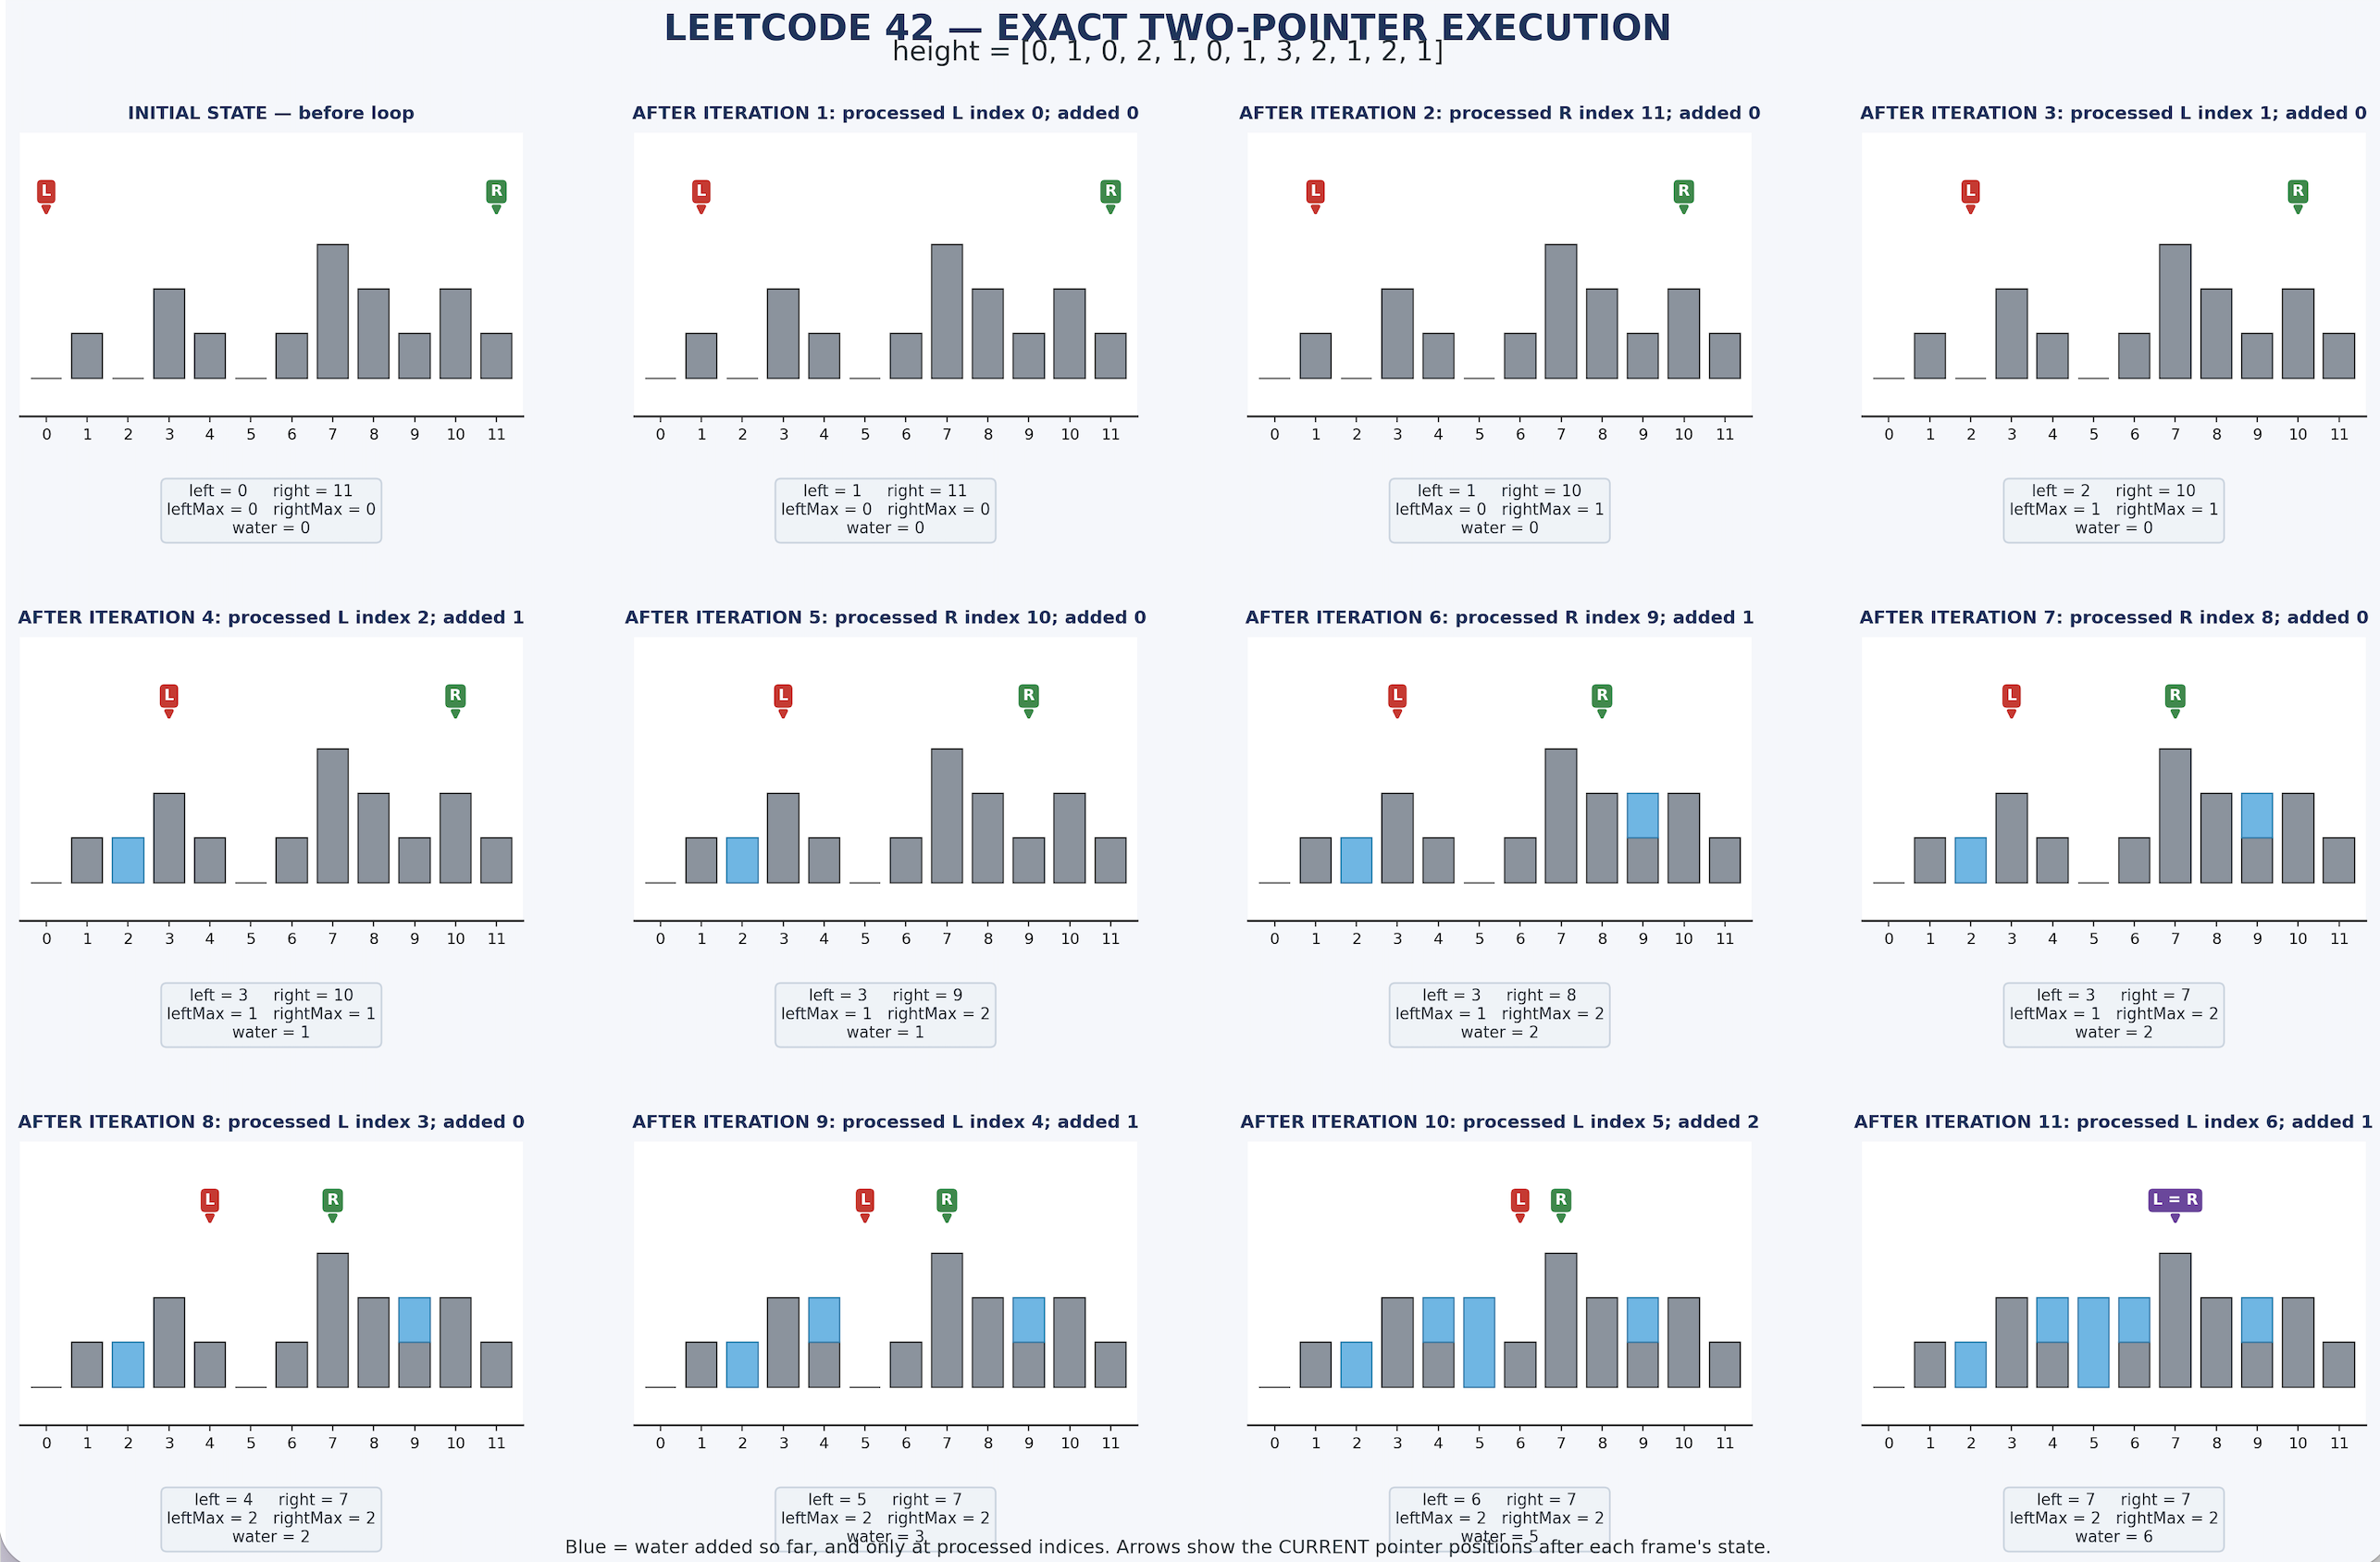 LEETCODE 42 — EXACT TWO-POINTER EXECUTION
height = [0, 1, 0, 2, 1, 0, 1, 3, 2, 1, 2, 1]
INITIAL STATE — before loop
L R
0 1 2 3 4 5 6 7 8 9 10 11
left = 0 right = 11
leftMax = 0 rightMax = 0
water = 0
AFTER ITERATION 1: processed L index 0; added 0
L R
0 1 2 3 4 5 6 7 8 9 10 11
left = 1 right = 11
leftMax = 0 rightMax = 0
water = 0
AFTER ITERATION 2: processed R index 11; added 0
L R
0 1 2 3 4 5 6 7 8 9 10 11
left = 1 right = 10
leftMax = 0 rightMax = 1
water = 0
AFTER ITERATION 3: processed L index 1; added 0
L R
0 1 2 3 4 5 6 7 8 9 10 11
left = 2 right = 10
leftMax = 1 rightMax = 1
water = 0
AFTER ITERATION 4: processed L index 2; added 1
L R
0 1 2 3 4 5 6 7 8 9 10 11
left = 3 right = 10
leftMax = 1 rightMax = 1
water = 1
AFTER ITERATION 5: processed R index 10; added 0
L R
0 1 2 3 4 5 6 7 8 9 10 11
left = 3 right = 9
leftMax = 1 rightMax = 2
water = 1
AFTER ITERATION 6: processed R index 9; added 1
L R
0 1 2 3 4 5 6 7 8 9 10 11
left = 3 right = 8
leftMax = 1 rightMax = 2
water = 2
AFTER ITERATION 7: processed R index 8; added 0
L R
0 1 2 3 4 5 6 7 8 9 10 11
left = 3 right = 7
leftMax = 1 rightMax = 2
water = 2
AFTER ITERATION 8: processed L index 3; added 0
L R
0 1 2 3 4 5 6 7 8 9 10 11
left = 4 right = 7
leftMax = 2 rightMax = 2
water = 2
AFTER ITERATION 9: processed L index 4; added 1
L R
0 1 2 3 4 5 6 7 8 9 10 11
left = 5 right = 7
leftMax = 2 rightMax = 2
water = 3
AFTER ITERATION 10: processed L index 5; added 2
L R
0 1 2 3 4 5 6 7 8 9 10 11
left = 6 right = 7
leftMax = 2 rightMax = 2
water = 5
AFTER ITERATION 11: processed L index 6; added 1
L = R
0 1 2 3 4 5 6 7 8 9 10 11
left = 7 right = 7
leftMax = 2 rightMax = 2
water = 6
Blue = water added so far, and only at processed indices. Arrows show the CURRENT pointer positions after each frame's state.